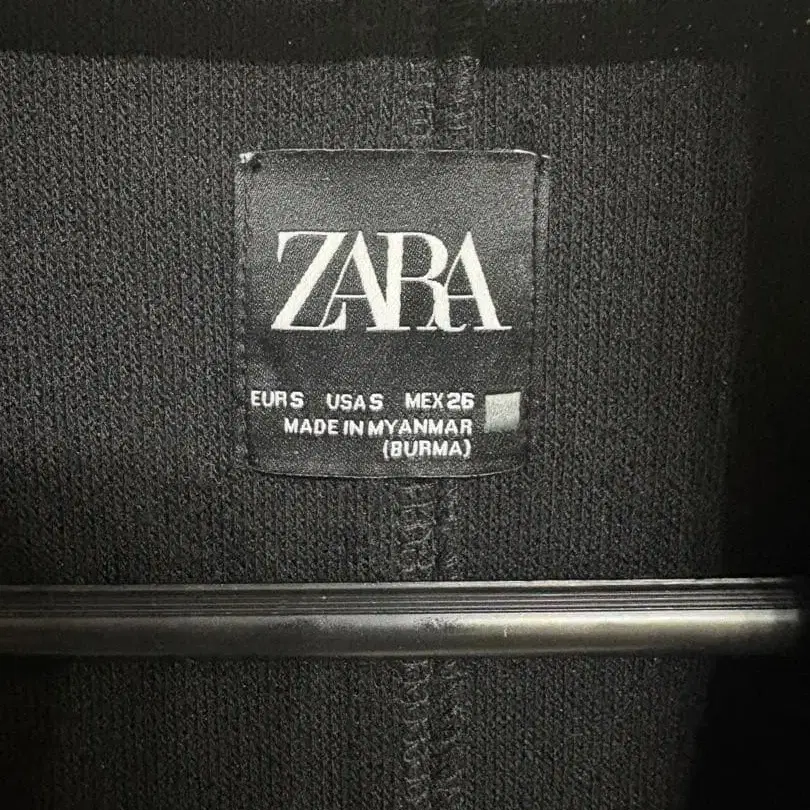 ZARA
EUR S USA S MEX 26
MADE IN MYANMAR
(BURMA)